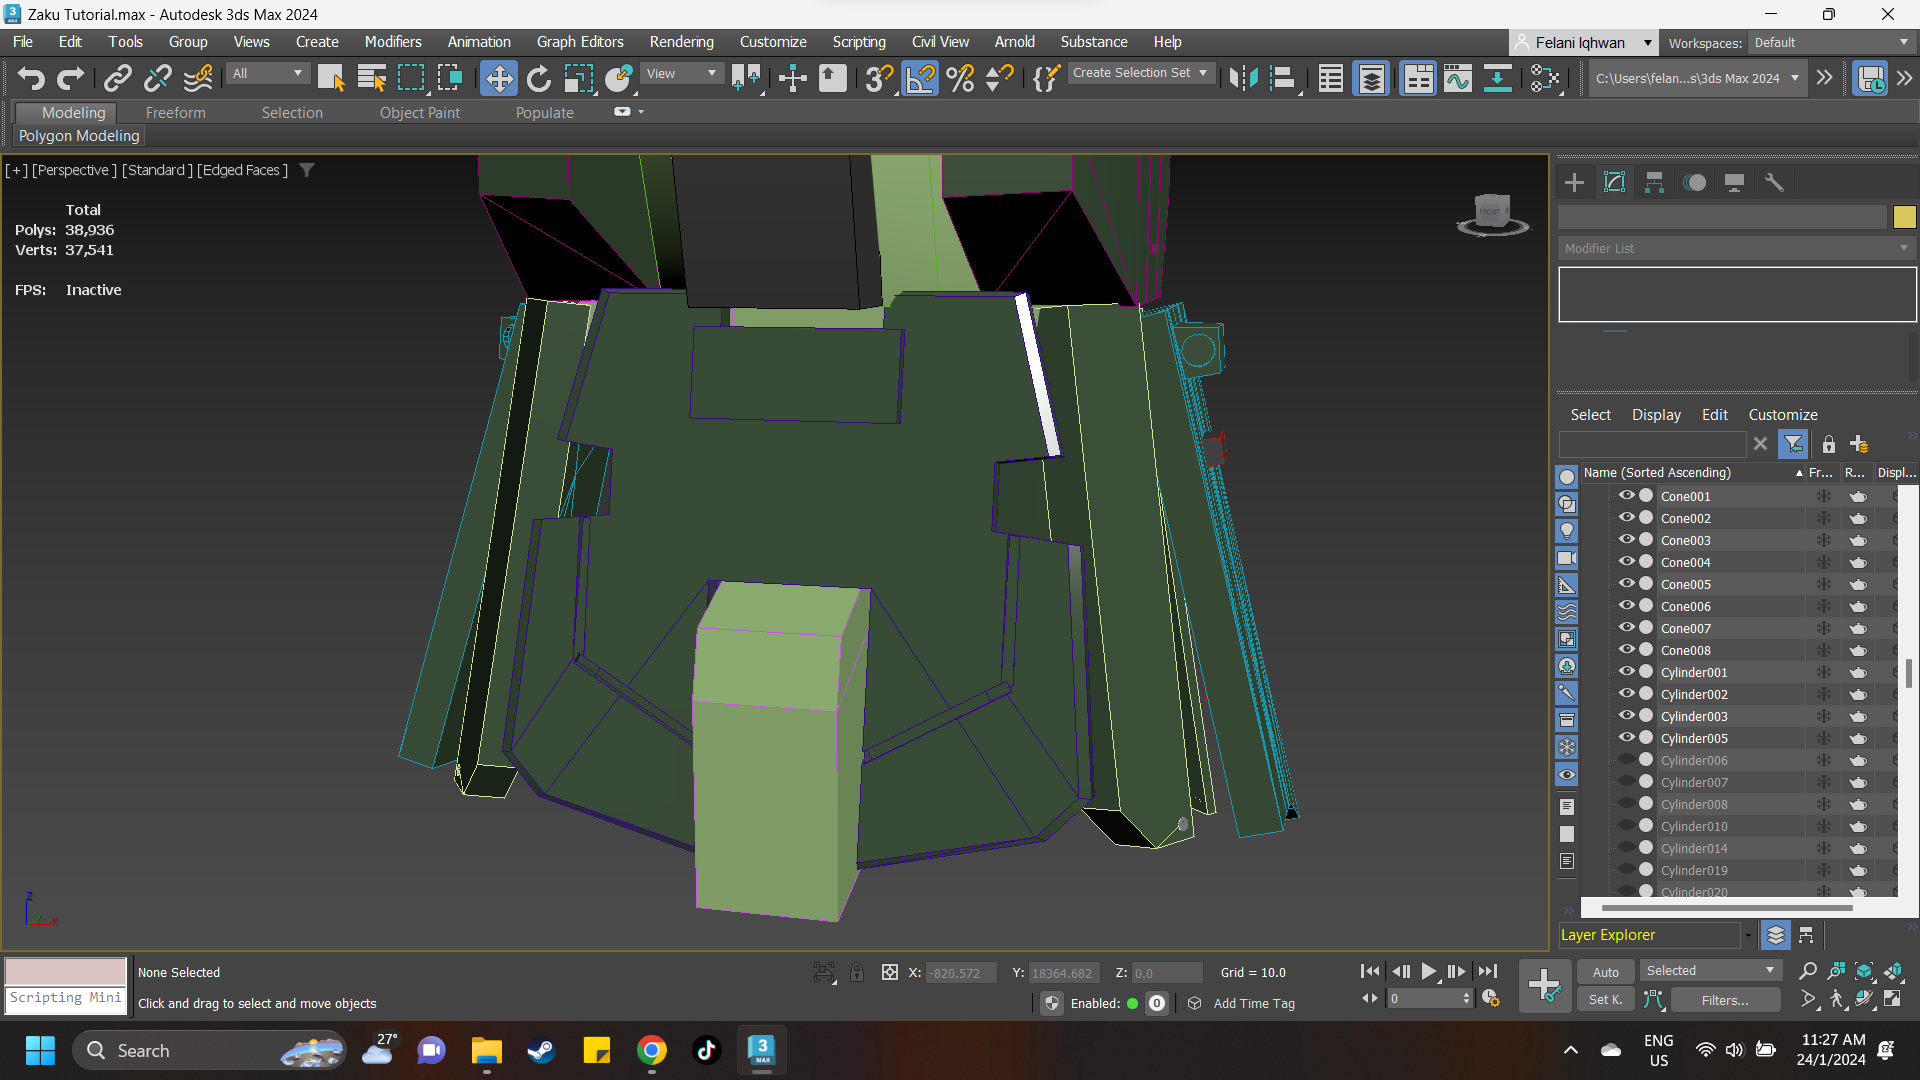 Zaku Tutorial.max - Autodesk 3ds Max 2024
File Edit Tools Group Views Create Modifiers Animation Graph Editors Rendering Customize Scripting Civil View Arnold Substance Help
Felani Iqhwan
Workspaces: Default
All
View
Create Selection Set
C:\Users\felan...s\3ds Max 2024
Modeling Freeform Selection Object Paint Populate
Polygon Modeling
[+] [Perspective ] [Standard ] [Edged Faces ]
Total
Polys: 38,936
Verts: 37,541
FPS: Inactive
FRONT
Modifier List
Select Display Edit Customize
Name (Sorted Ascending) Fr... R... Displ...
Cone001
Cone002
Cone003
Cone004
Cone005
Cone006
Cone007
Cone008
Cylinder001
Cylinder002
Cylinder003
Cylinder005
Cylinder006
Cylinder007
Cylinder008
Cylinder010
Cylinder014
Cylinder019
Cylinder020
Layer Explorer
z
x
None Selected
X: -820.572 Y: 18364.682 Z: 0.0 Grid = 10.0
Auto Selected
Scripting Mini
Click and drag to select and move objects
Enabled: 0 Add Time Tag
0
Set K. Filters...
Search
27°
3
MAX
ENG
US
11:27 AM
24/1/2024